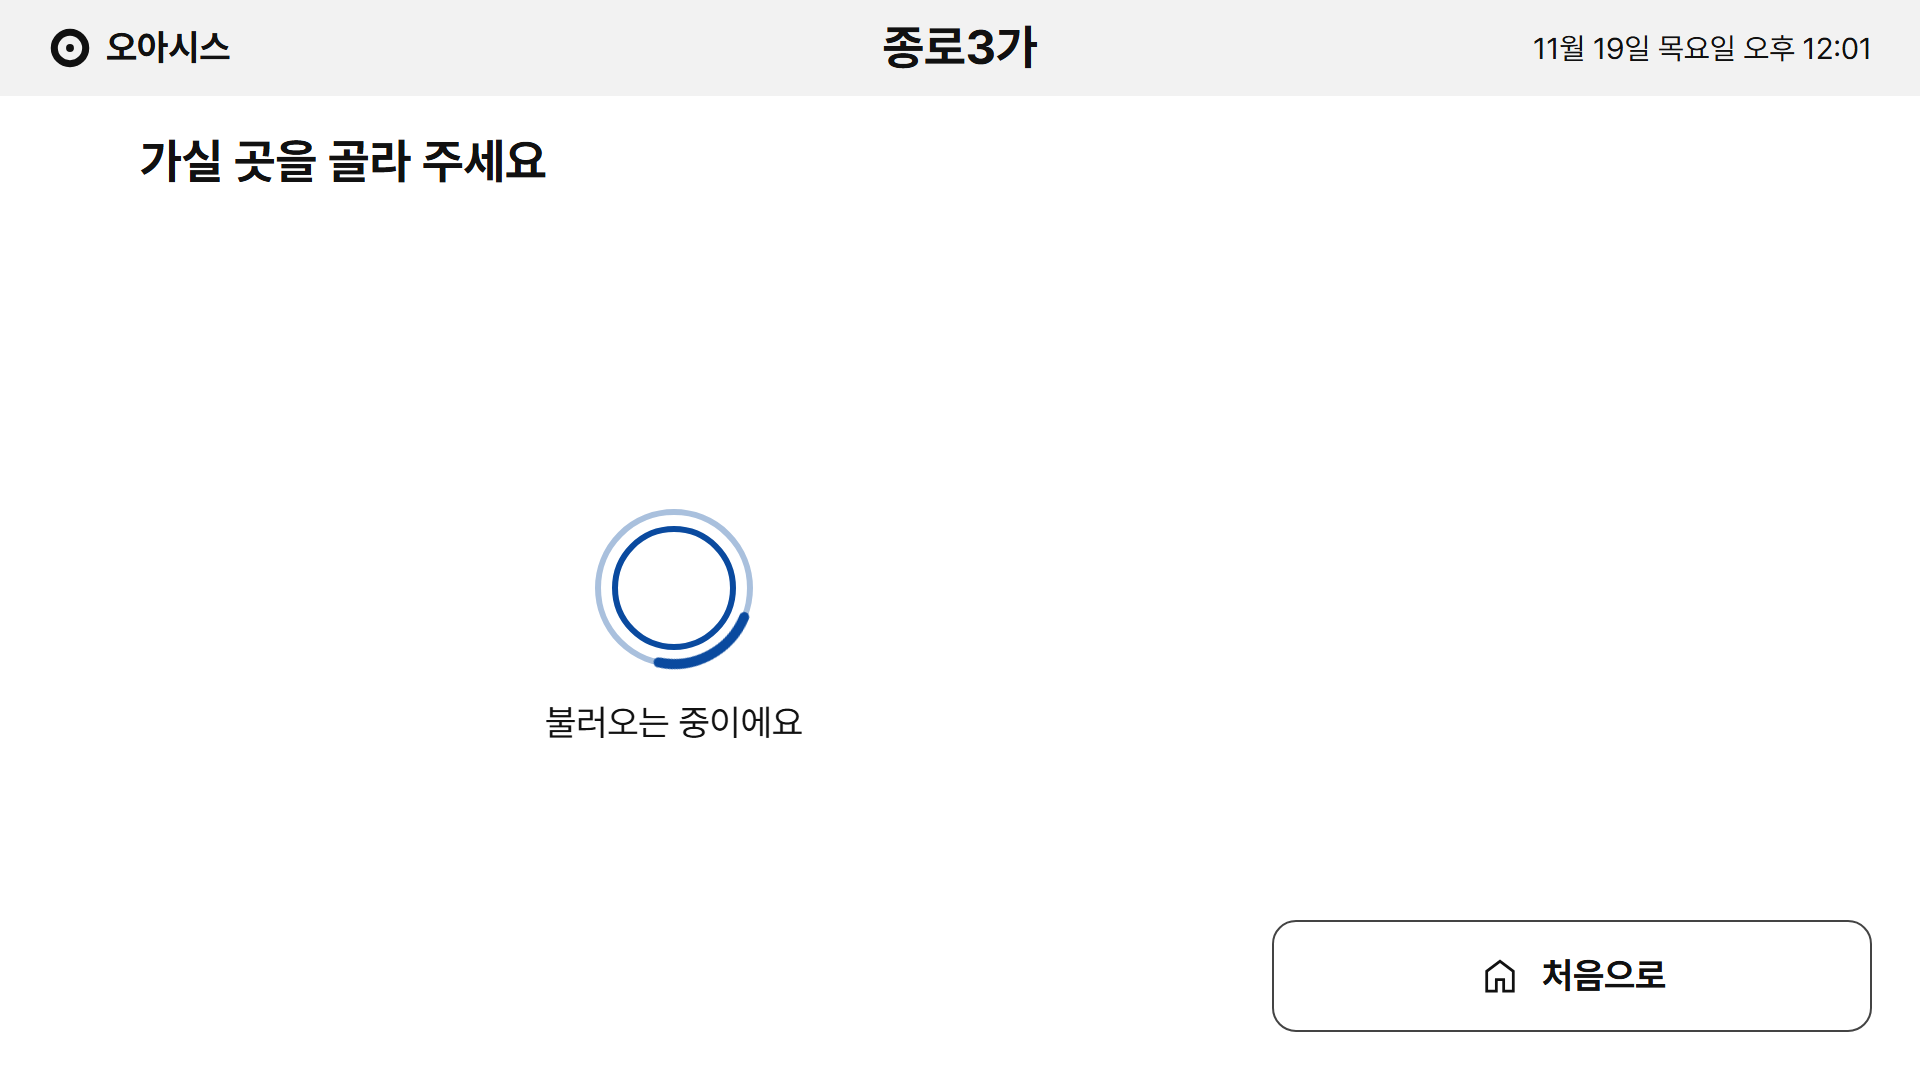 오아시스
종로3가
11월 19일 목요일 오후 12:01
가실 곳을 골라 주세요
불러오는 중이에요
처음으로